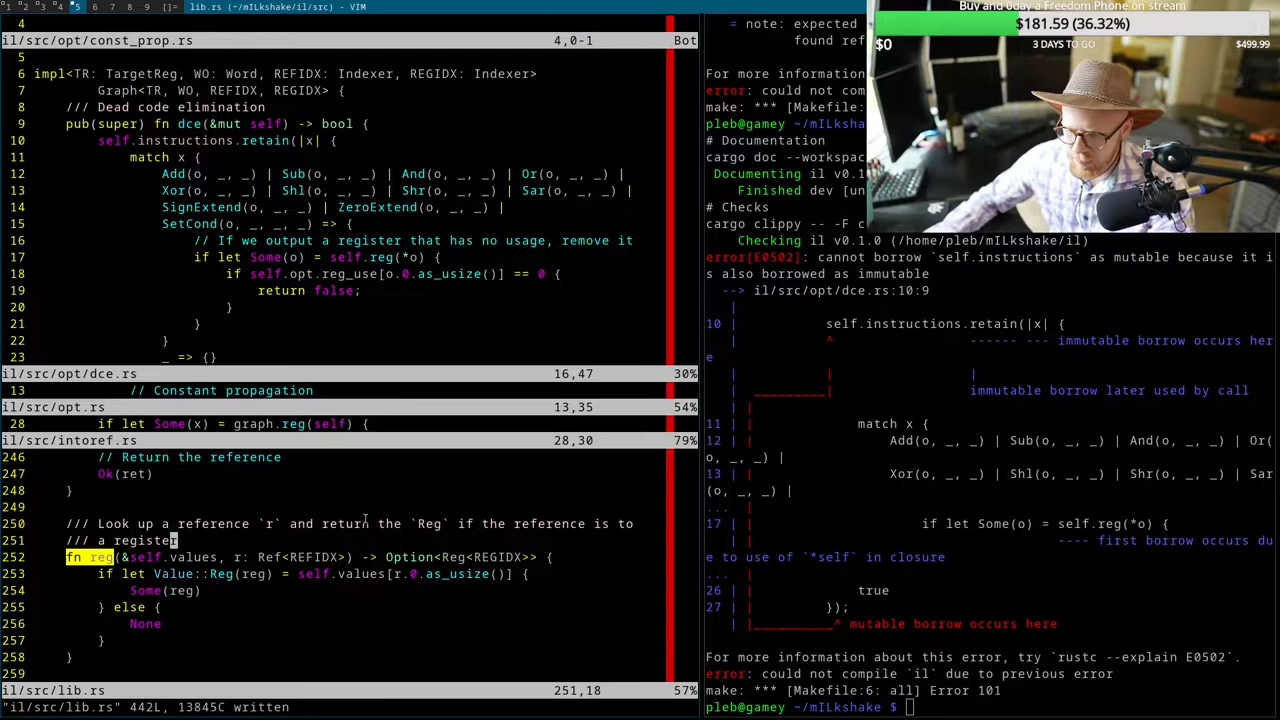 1 2 3 4 5 6 7 8 9 []= lib.rs (~/mILkshake/il/src) - VIM
4
il/src/opt/const_prop.rs 4,0-1 Bot
5
6 impl<TR: TargetReg, WO: Word, REFIDX: Indexer, REGIDX: Indexer>
7 Graph<TR, WO, REFIDX, REGIDX> {
8 /// Dead code elimination
9 pub(super) fn dce(&mut self) -> bool {
10 self.instructions.retain(|x| {
11 match x {
12 Add(o, _, _) | Sub(o, _, _) | And(o, _, _) | Or(o, _, _) |
13 Xor(o, _, _) | Shl(o, _, _) | Shr(o, _, _) | Sar(o, _, _) |
14 SignExtend(o, _, _) | ZeroExtend(o, _, _) |
15 SetCond(o, _, _) => {
16 // If we output a register that has no usage, remove it
17 if let Some(o) = self.reg(*o) {
18 if self.opt.reg_use[o.0.as_usize()] == 0 {
19 return false;
20 }
21 }
22 }
23 _ => {}
il/src/opt/dce.rs 16,47 30%
13 // Constant propagation
il/src/opt.rs 13,35 54%
28 if let Some(x) = graph.reg(self) {
il/src/intoref.rs 28,30 79%
246 // Return the reference
247 Ok(ret)
248 }
249
250 /// Look up a reference `r` and return the `Reg` if the reference is to
251 /// a register
252 fn reg(&self.values, r: Ref<REFIDX>) -> Option<Reg<REGIDX>> {
253 if let Value::Reg(reg) = self.values[r.0.as_usize()] {
254 Some(reg)
255 } else {
256 None
257 }
258 }
259
il/src/lib.rs 251,18 57%
"il/src/lib.rs" 442L, 13845C written
= note: expected
found ref
For more information
error: could not com
make: *** [Makefile:
pleb@gamey ~/mILksha
# Documentation
cargo doc --workspac
Documenting il v0.1
Finished dev [un
# Checks
cargo clippy -- -F c
Checking il v0.1.0 (/home/pleb/mILkshake/il)
error[E0502]: cannot borrow `self.instructions` as mutable because it i
s also borrowed as immutable
--> il/src/opt/dce.rs:10:9
|
10 | self.instructions.retain(|x| {
| ^ ------ --- immutable borrow occurs her
e
| | |
| _________| immutable borrow later used by call
| |
11 | | match x {
12 | | Add(o, _, _) | Sub(o, _, _) | And(o, _, _) | Or(
o, _, _) |
13 | | Xor(o, _, _) | Shl(o, _, _) | Shr(o, _, _) | Sar
(o, _, _) |
... |
17 | | if let Some(o) = self.reg(*o) {
| | ---- first borrow occurs du
e to use of `*self` in closure
... |
26 | | true
27 | | });
| |__________^ mutable borrow occurs here
For more information about this error, try `rustc --explain E0502`.
error: could not compile `il` due to previous error
make: *** [Makefile:6: all] Error 101
pleb@gamey ~/mILkshake $
Buy and 0day a Freedom Phone on stream
$181.59 (36.32%)
$0 3 DAYS TO GO $499.99